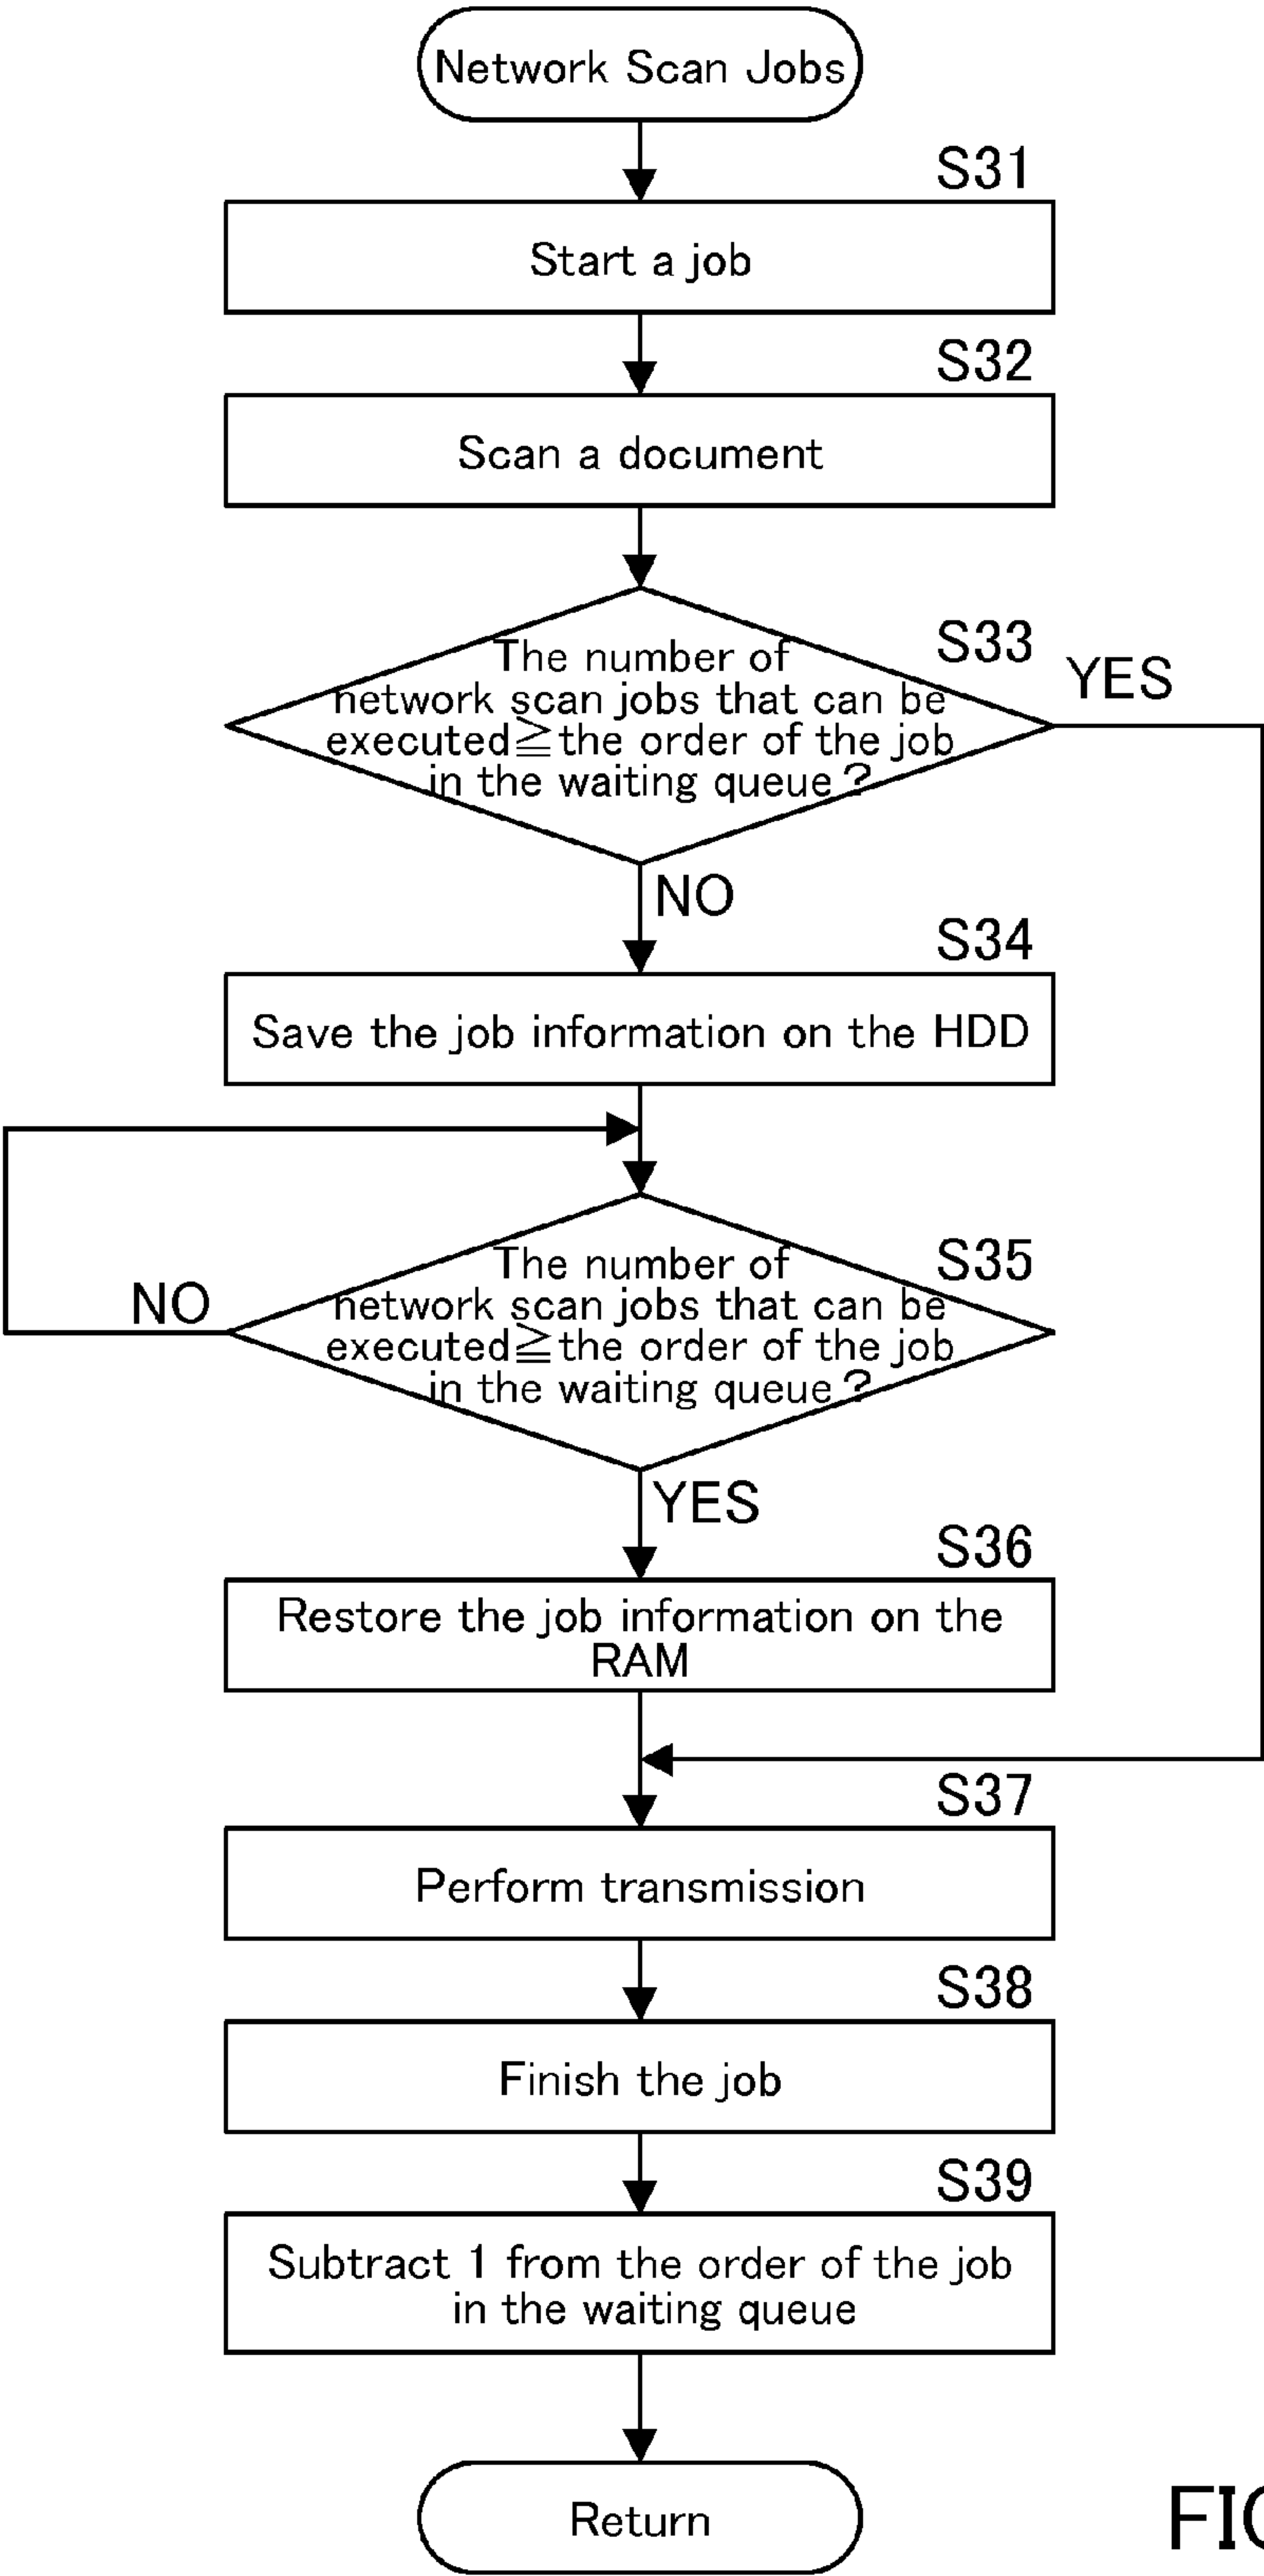 Network Scan Jobs
S31
Start a job
S32
Scan a document
S33
The number of
network scan jobs that can be
executed≧the order of the job
in the waiting queue?
YES
NO
S34
Save the job information on the HDD
S35
The number of
network scan jobs that can be
executed≧the order of the job
in the waiting queue?
NO
YES
S36
Restore the job information on the
RAM
S37
Perform transmission
S38
Finish the job
S39
Subtract 1 from the order of the job
in the waiting queue
Return